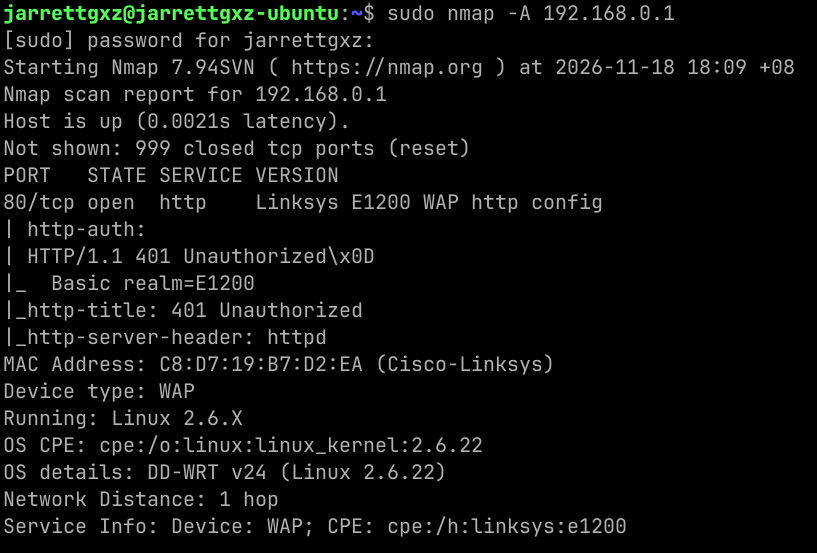 jarrettgxz@jarrettgxz-ubuntu:~$ sudo nmap -A 192.168.0.1
[sudo] password for jarrettgxz:
Starting Nmap 7.94SVN ( https://nmap.org ) at 2026-11-18 18:09 +08
Nmap scan report for 192.168.0.1
Host is up (0.0021s latency).
Not shown: 999 closed tcp ports (reset)
PORT   STATE SERVICE VERSION
80/tcp open  http    Linksys E1200 WAP http config
| http-auth:
| HTTP/1.1 401 Unauthorized\x0D
|_  Basic realm=E1200
|_http-title: 401 Unauthorized
|_http-server-header: httpd
MAC Address: C8:D7:19:B7:D2:EA (Cisco-Linksys)
Device type: WAP
Running: Linux 2.6.X
OS CPE: cpe:/o:linux:linux_kernel:2.6.22
OS details: DD-WRT v24 (Linux 2.6.22)
Network Distance: 1 hop
Service Info: Device: WAP; CPE: cpe:/h:linksys:e1200